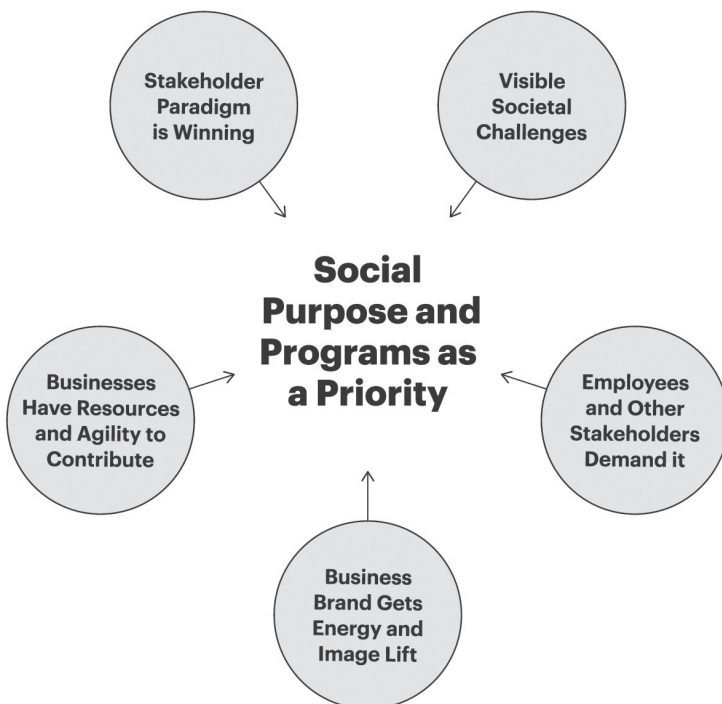 Stakeholder
Paradigm
is Winning
Visible
Societal
Challenges
Social
Purpose and
Programs as
a Priority
Businesses
Have Resources
and Agility to
Contribute
Employees
and Other
Stakeholders
Demand it
Business
Brand Gets
Energy and
Image Lift